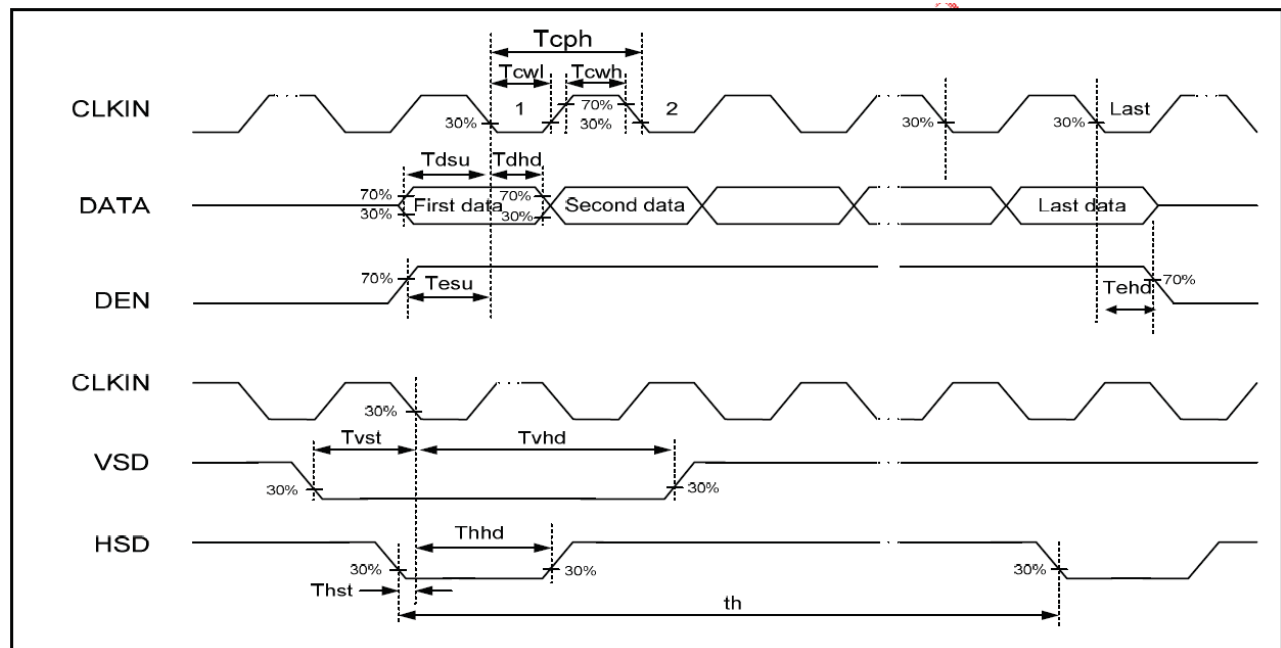 Tcph
Tcwl Tcwh
CLKIN 30% 1 70% 30% 2 30% 30% Last
Tdsu Tdhd
DATA 70% 30% First data 70% 30% Second data Last data
DEN 70% Tesu Tehd 70%
CLKIN 30%
Tvst Tvhd
VSD 30% 30%
HSD 30% Thhd 30% 30%
Thst
th